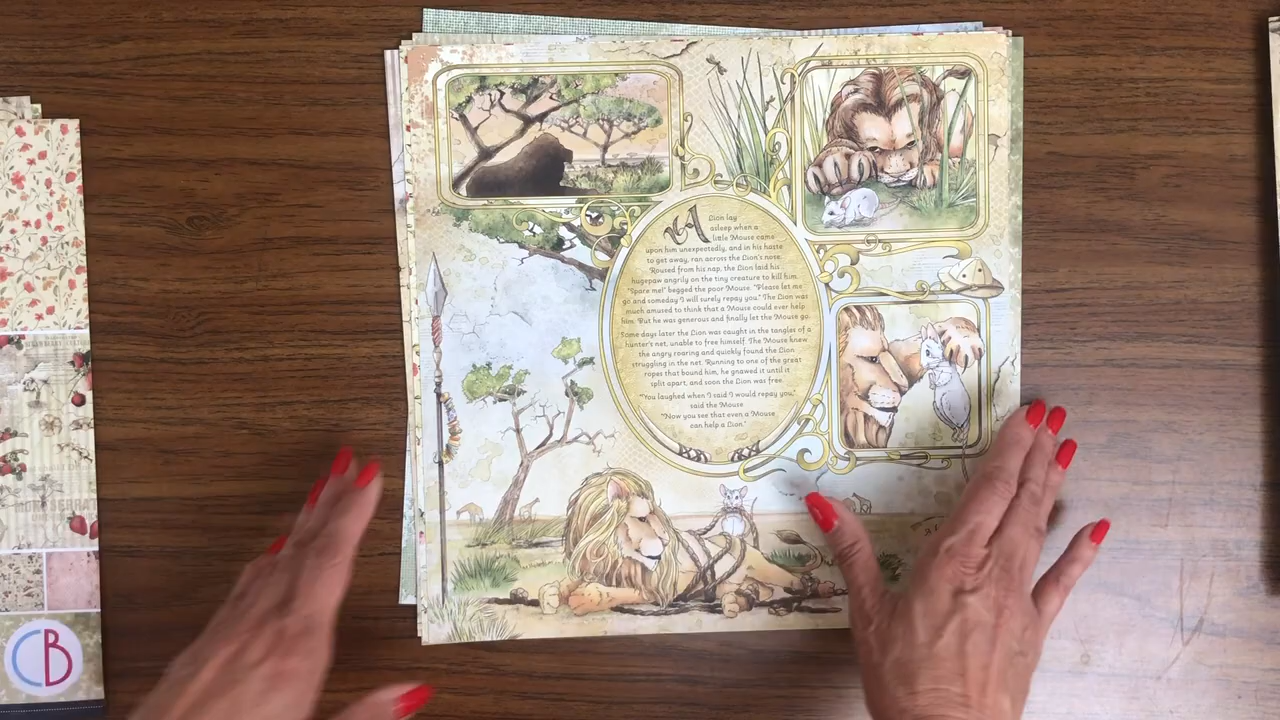 A Lion lay
asleep when a
little Mouse came
upon him unexpectedly, and in his haste
to get away, ran across the Lion's nose.
Roused from his nap, the Lion laid his
hugepaw angrily on the tiny creature to kill him.
"Spare me!" begged the poor Mouse. "Please let me
go and someday I will surely repay you." The Lion was
much amused to think that a Mouse could ever help
him. But he was generous and finally let the Mouse go.
Some days later the Lion was caught in the tangles of a
hunter's net, unable to free himself. The Mouse knew
the angry roaring and quickly found the Lion
struggling in the net. Running to one of the great
ropes that bound him, he gnawed it until it
split apart, and soon the Lion was free.
"You laughed when I said I would repay you,"
said the Mouse.
"Now you see that even a Mouse
can help a Lion."
CB